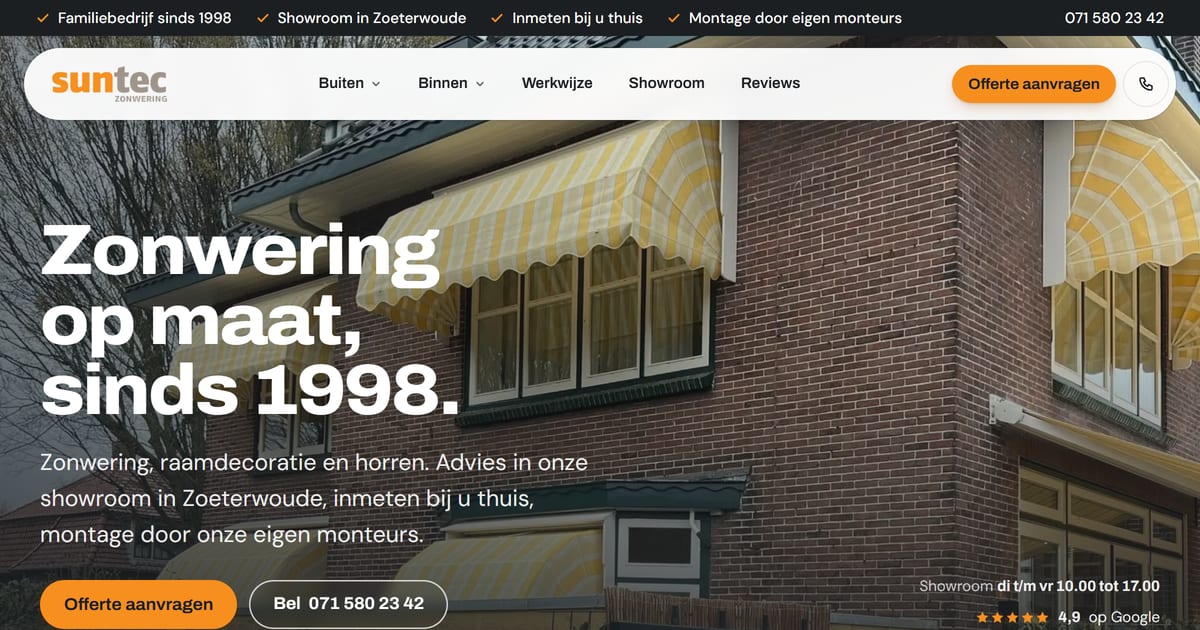 Familiebedrijf sinds 1998
Showroom in Zoeterwoude
Inmeten bij u thuis
Montage door eigen monteurs
071 580 23 42
suntec
ZONWERING
Buiten
Binnen
Werkwijze
Showroom
Reviews
Offerte aanvragen
Zonwering
op maat,
sinds 1998.
Zonwering, raamdecoratie en horren. Advies in onze
showroom in Zoeterwoude, inmeten bij u thuis,
montage door onze eigen monteurs.
Offerte aanvragen
Bel 071 580 23 42
Showroom di t/m vr 10.00 tot 17.00
4,9 op Google